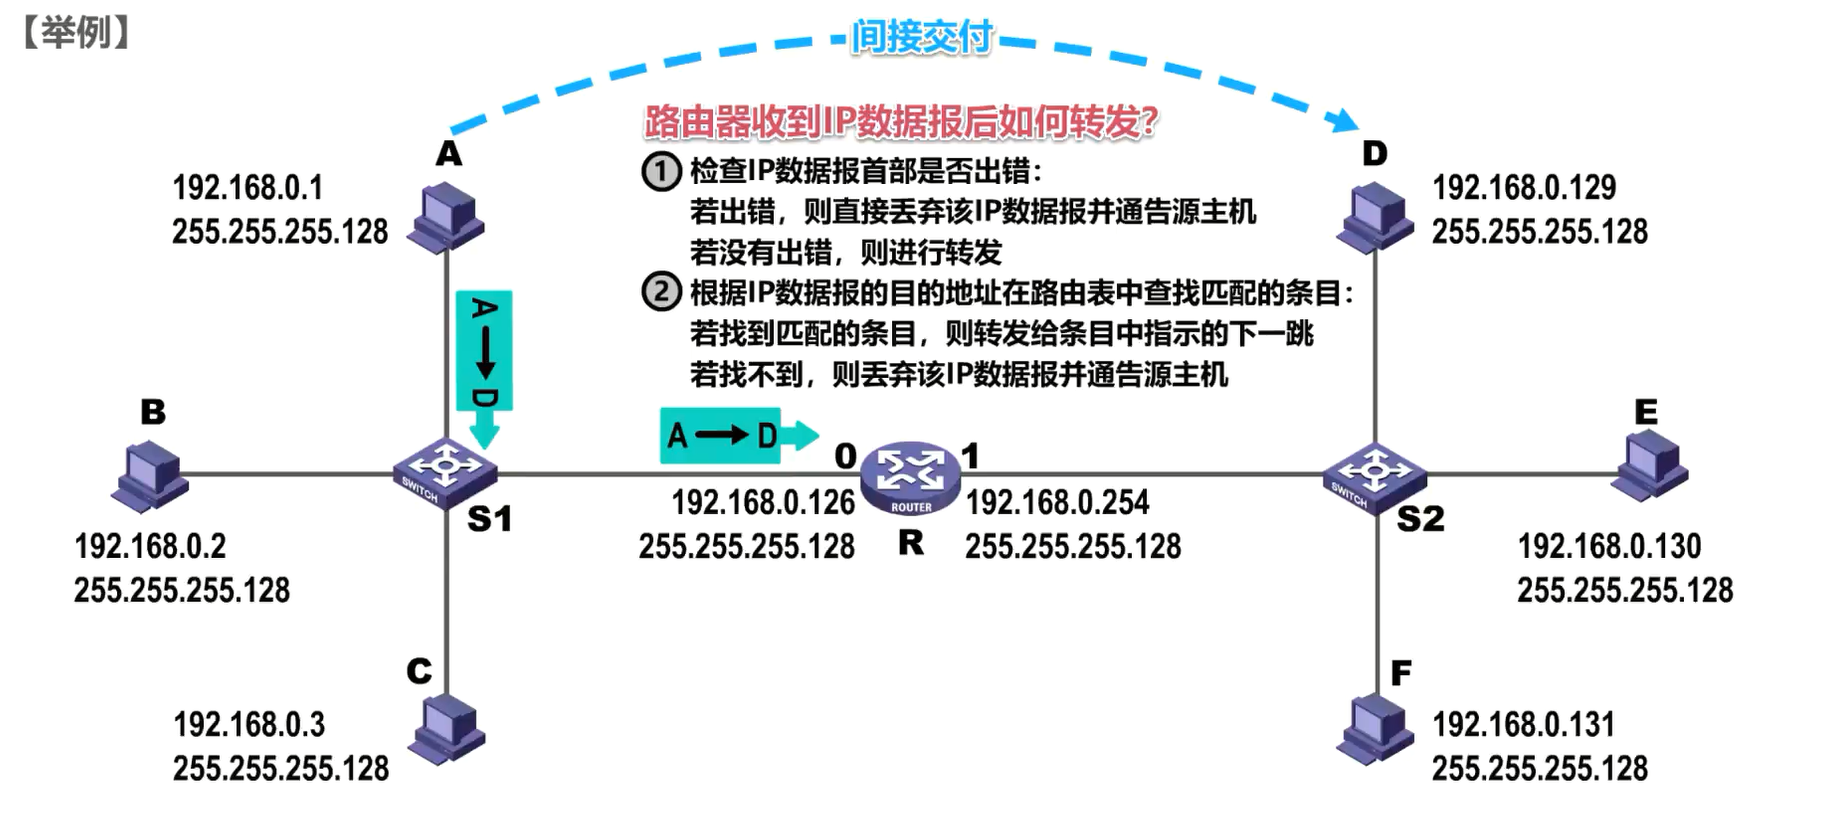 【举例】
间接交付
路由器收到IP数据报后如何转发？
① 检查IP数据报首部是否出错：
若出错，则直接丢弃该IP数据报并通告源主机
若没有出错，则进行转发
② 根据IP数据报的目的地址在路由表中查找匹配的条目：
若找到匹配的条目，则转发给条目中指示的下一跳
若找不到，则丢弃该IP数据报并通告源主机
A
192.168.0.1
255.255.255.128
D
192.168.0.129
255.255.255.128
A→D
B
192.168.0.2
255.255.255.128
SWITCH
S1
A→D
0
1
192.168.0.126
255.255.255.128
ROUTER
R
192.168.0.254
255.255.255.128
SWITCH
S2
E
192.168.0.130
255.255.255.128
C
192.168.0.3
255.255.255.128
F
192.168.0.131
255.255.255.128